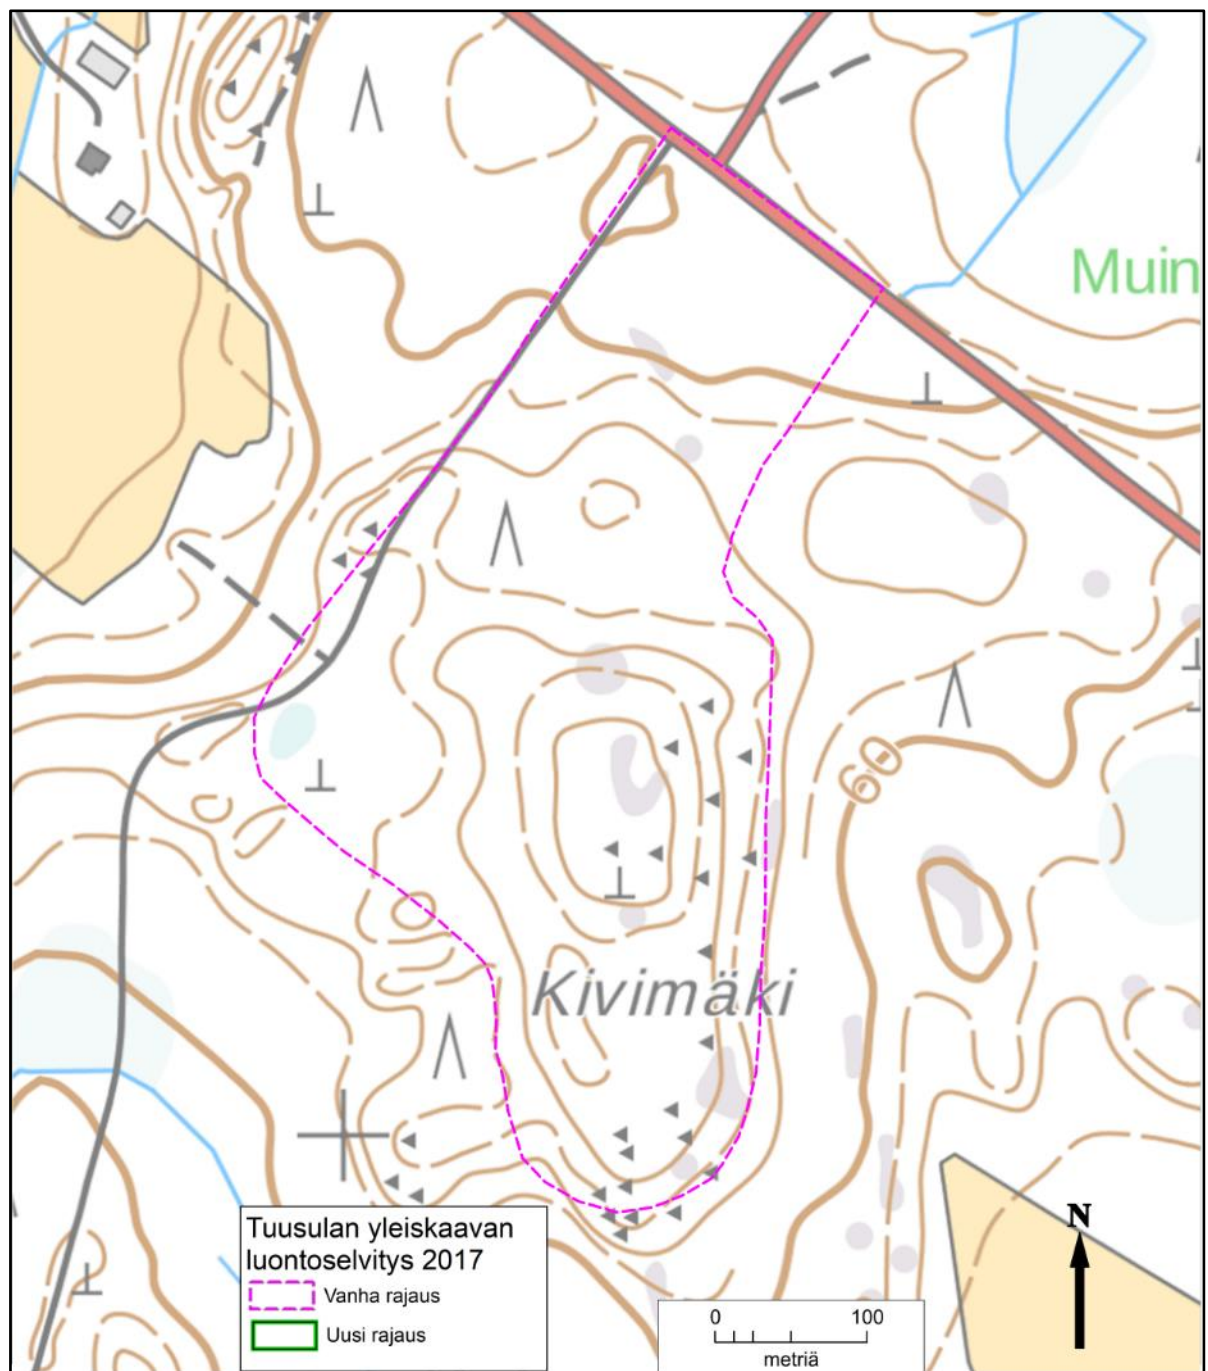 Muin
60
Kivimäki
Tuusulan yleiskaavan
luontoselvitys 2017
Vanha rajaus
Uusi rajaus
0 100
metriä
N